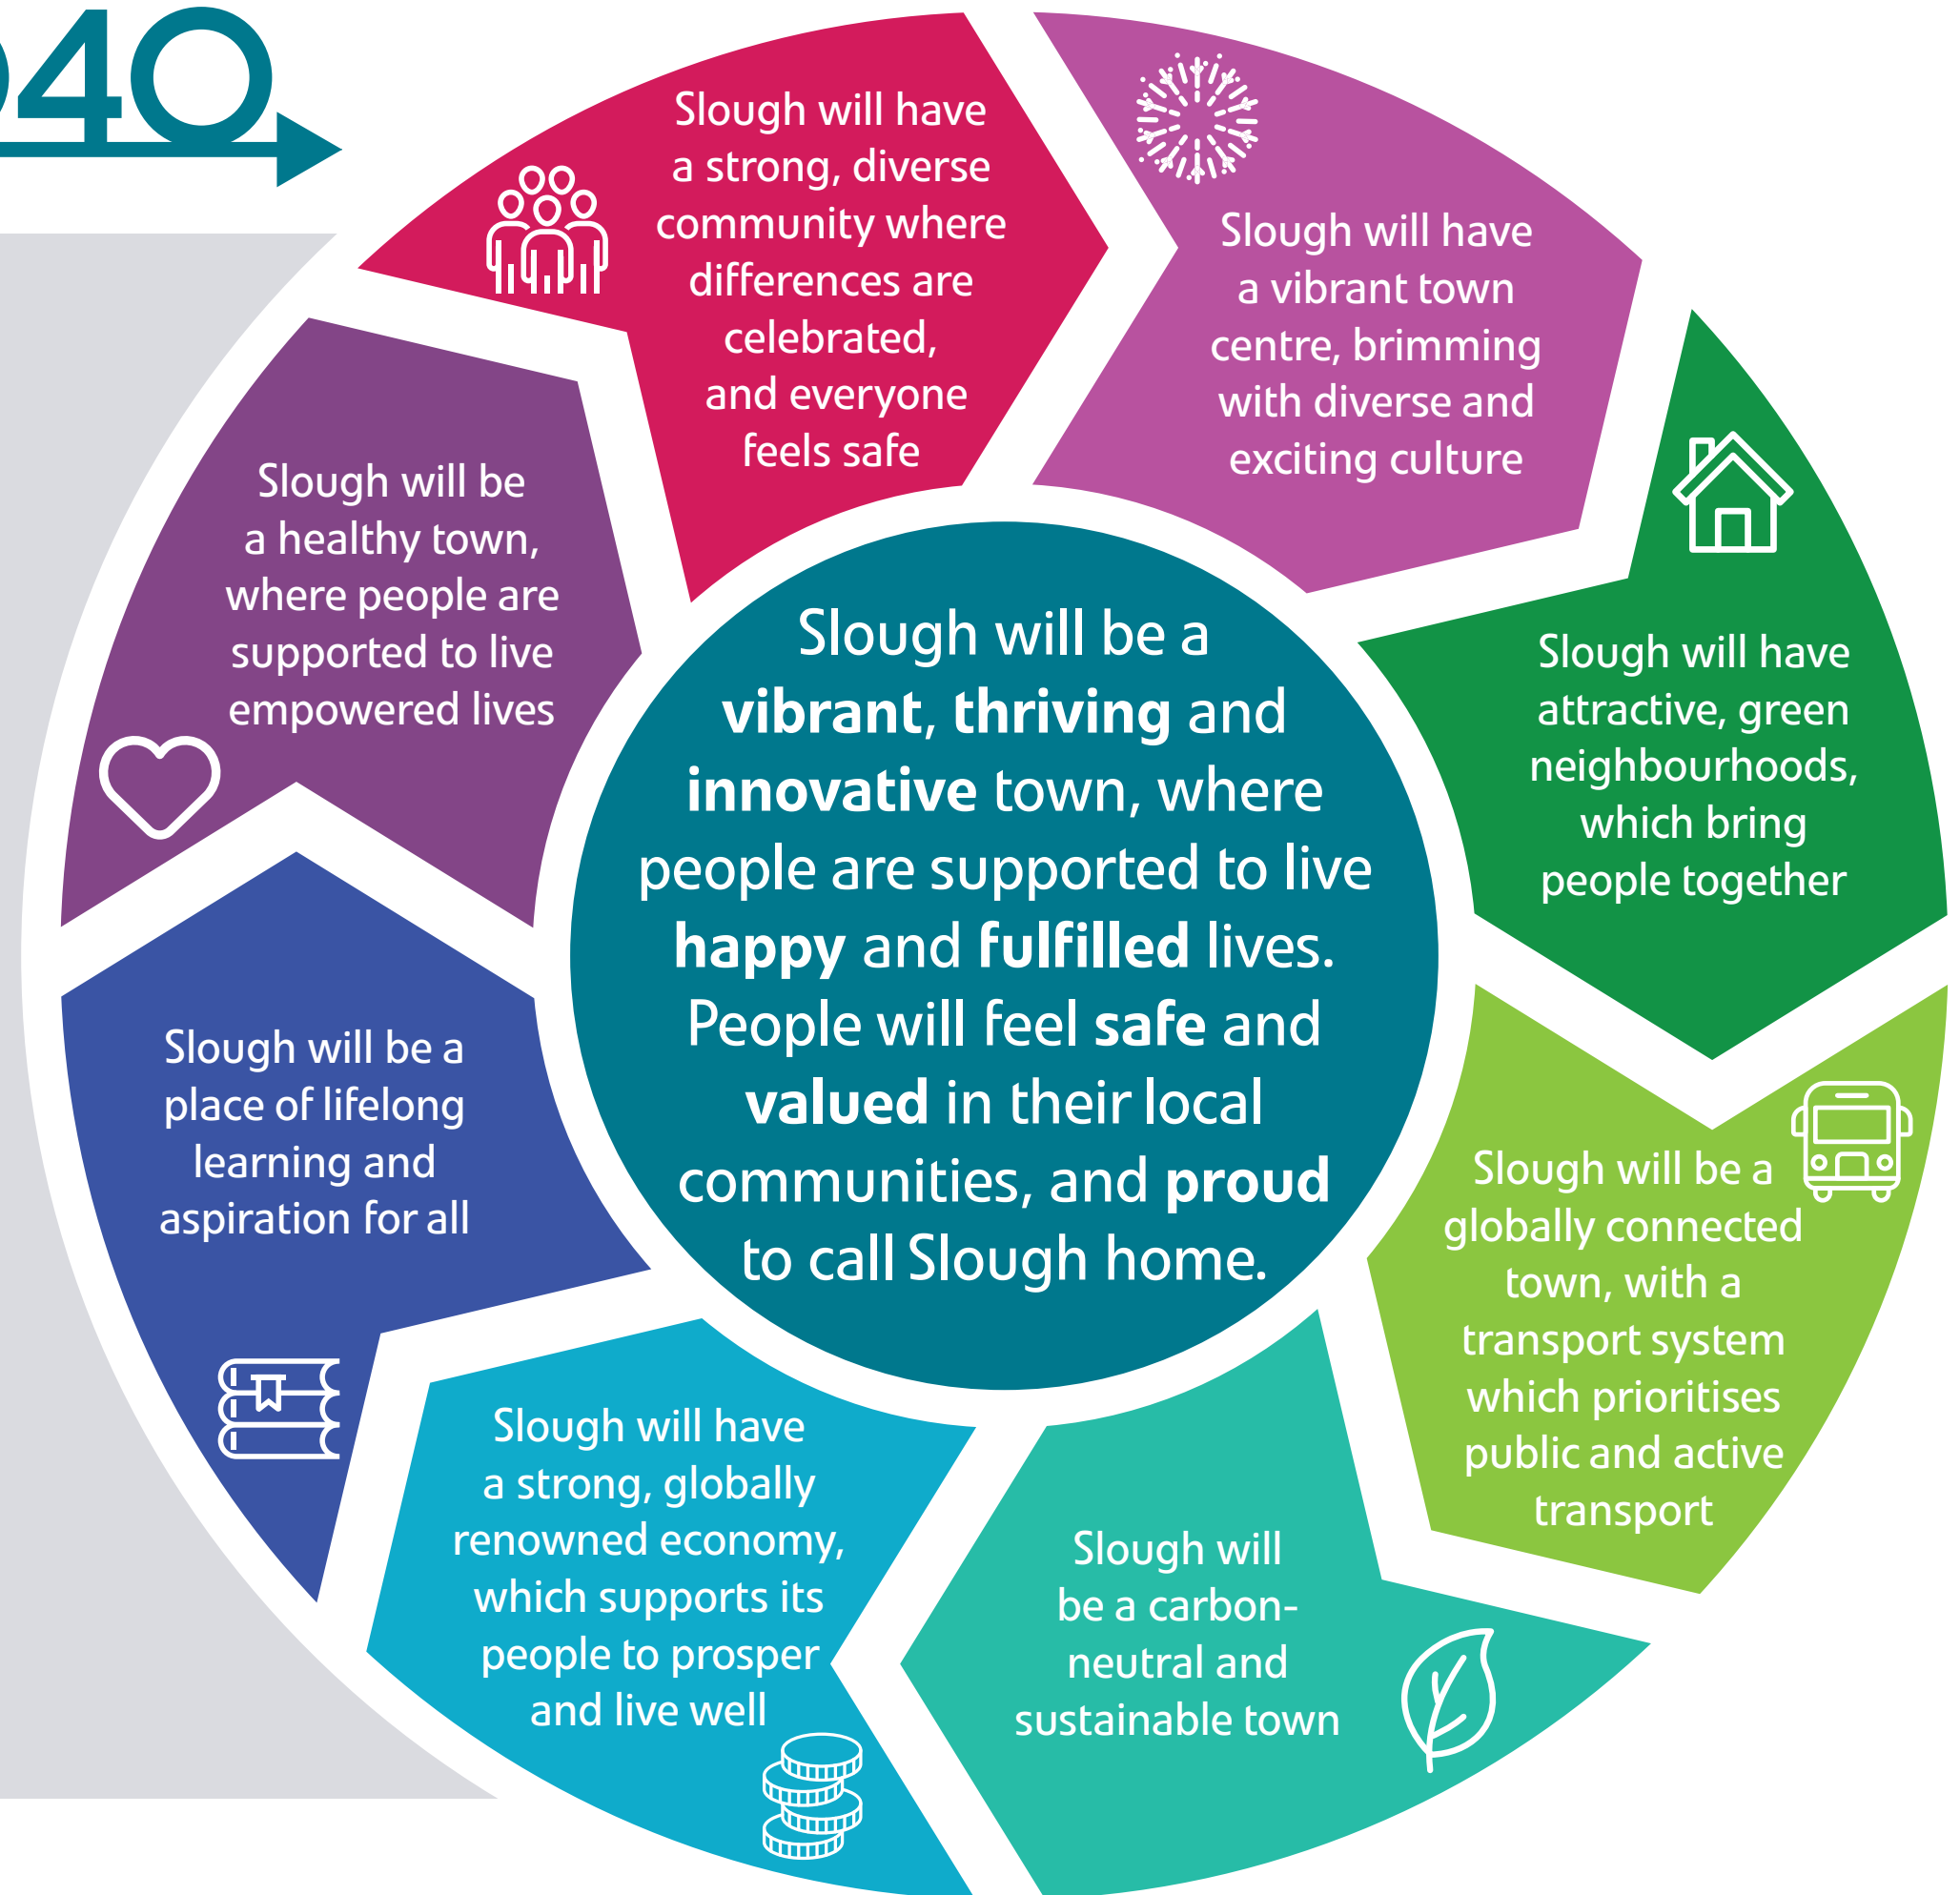 040
Slough will have
a strong, diverse
community where
differences are
celebrated,
and everyone
feels safe
Slough will have
a vibrant town
centre, brimming
with diverse and
exciting culture
Slough will have
attractive, green
neighbourhoods,
which bring
people together
Slough will be a
globally connected
town, with a
transport system
which prioritises
public and active
transport
Slough will
be a carbon-
neutral and
sustainable town
Slough will have
a strong, globally
renowned economy,
which supports its
people to prosper
and live well
Slough will be a
place of lifelong
learning and
aspiration for all
Slough will be
a healthy town,
where people are
supported to live
empowered lives
Slough will be a
vibrant, thriving and
innovative town, where
people are supported to live
happy and fulfilled lives.
People will feel safe and
valued in their local
communities, and proud
to call Slough home.